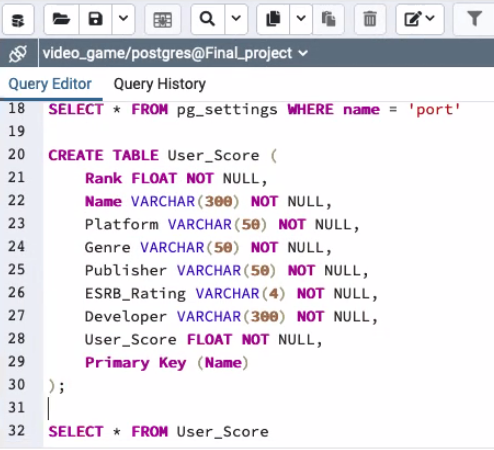 video_game/postgres@Final_project
Query Editor Query History
18 SELECT * FROM pg_settings WHERE name = 'port'
19
20 CREATE TABLE User_Score (
21 Rank FLOAT NOT NULL,
22 Name VARCHAR(300) NOT NULL,
23 Platform VARCHAR(50) NOT NULL,
24 Genre VARCHAR(50) NOT NULL,
25 Publisher VARCHAR(50) NOT NULL,
26 ESRB_Rating VARCHAR(4) NOT NULL,
27 Developer VARCHAR(300) NOT NULL,
28 User_Score FLOAT NOT NULL,
29 Primary Key (Name)
30 );
31
32 SELECT * FROM User_Score